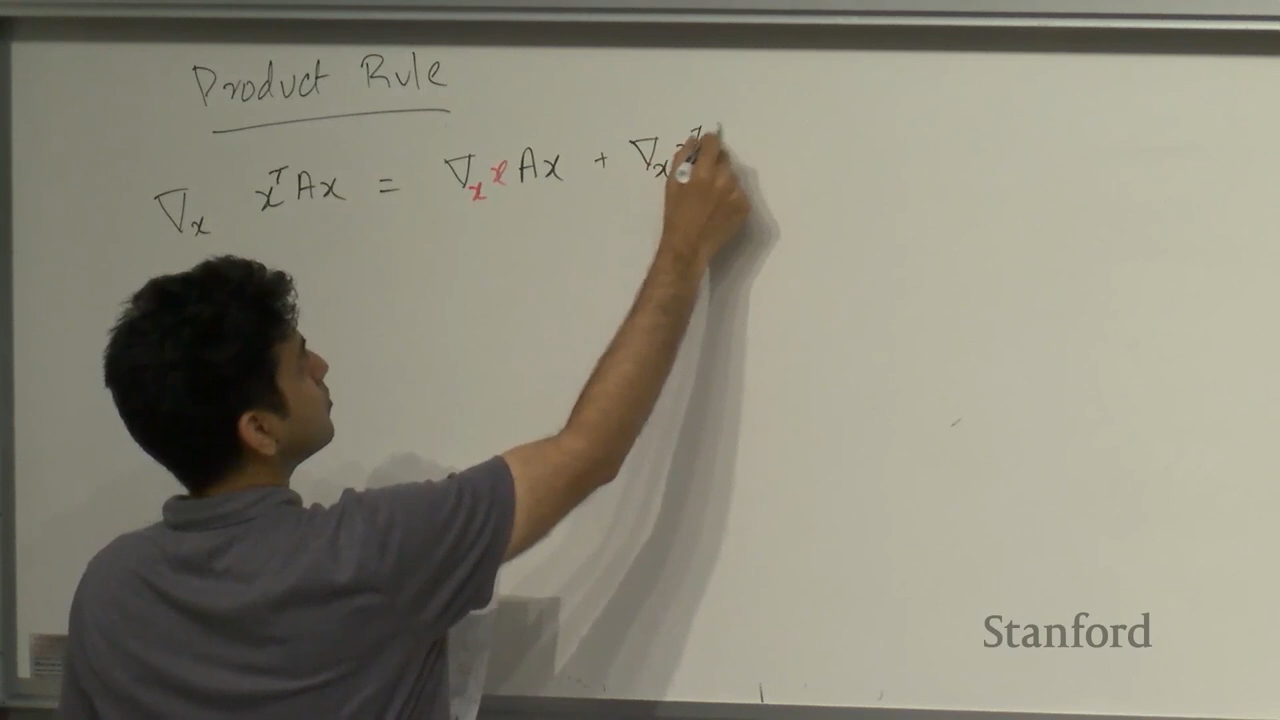 Product Rule
∇ₓ xᵀAx = ∇ₓ x Ax + ∇ₓ
Stanford